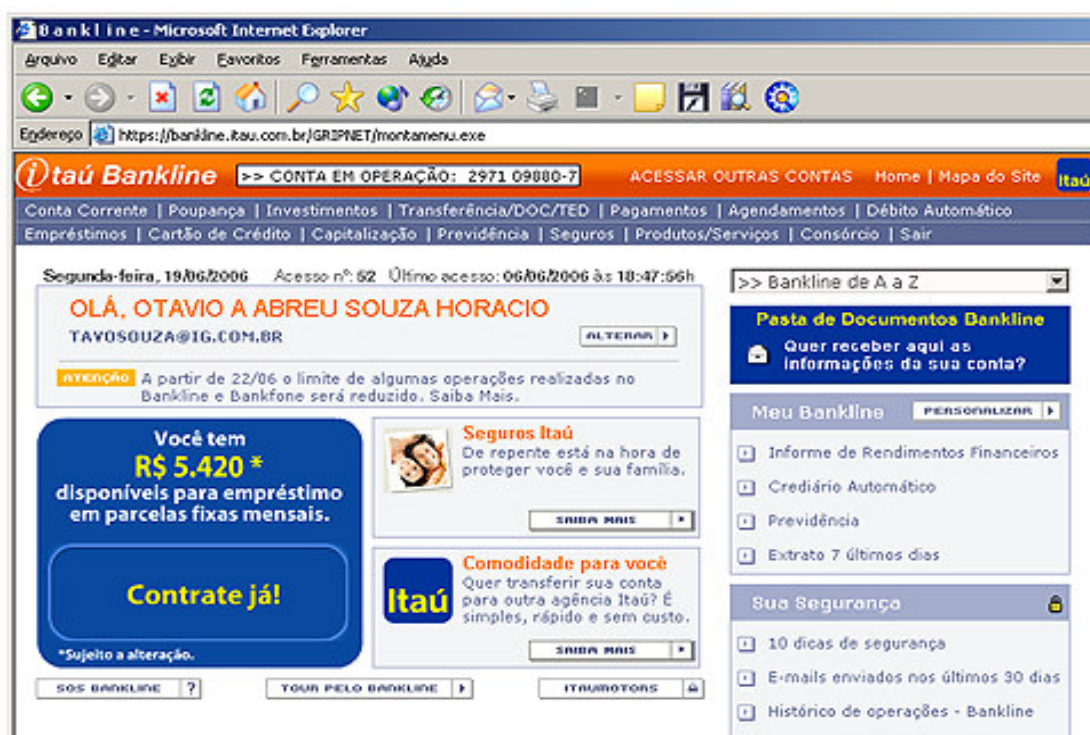 Bankline - Microsoft Internet Explorer
Arquivo Editar Exibir Favoritos Ferramentas Ajuda
Endereço https://bankline.itau.com.br/GRIPNET/montamenu.exe
itaú Bankline >> CONTA EM OPERAÇÃO: 2971 09880-7 ACESSAR OUTRAS CONTAS Home | Mapa do Site Itaú
Conta Corrente | Poupança | Investimentos | Transferência/DOC/TED | Pagamentos | Agendamentos | Débito Automático
Empréstimos | Cartão de Crédito | Capitalização | Previdência | Seguros | Produtos/Serviços | Consórcio | Sair
Segunda-feira, 19/06/2006 Acesso nº: 52 Último acesso: 06/06/2006 às 18:47:56h
OLÁ, OTAVIO A ABREU SOUZA HORACIO
TAVOSOUZA@IG.COM.BR ALTERAR
ATENÇÃO A partir de 22/06 o limite de algumas operações realizadas no
Bankline e Bankfone será reduzido. Saiba Mais.
Você tem
R$ 5.420 *
disponíveis para empréstimo
em parcelas fixas mensais.
Contrate já!
*Sujeito a alteração.
Seguros Itaú
De repente está na hora de
proteger você e sua família.
SAIBA MAIS
Itaú
Comodidade para você
Quer transferir sua conta
para outra agência Itaú? É
simples, rápido e sem custo.
SAIBA MAIS
SOS BANKLINE ? TOUR PELO BANKLINE ITAUMOTORS
>> Bankline de A a Z
Pasta de Documentos Bankline
Quer receber aqui as
informações da sua conta?
Meu Bankline PERSONALIZAR
Informe de Rendimentos Financeiros
Crediário Automático
Previdência
Extrato 7 últimos dias
Sua Segurança
10 dicas de segurança
E-mails enviados nos últimos 30 dias
Histórico de operações - Bankline